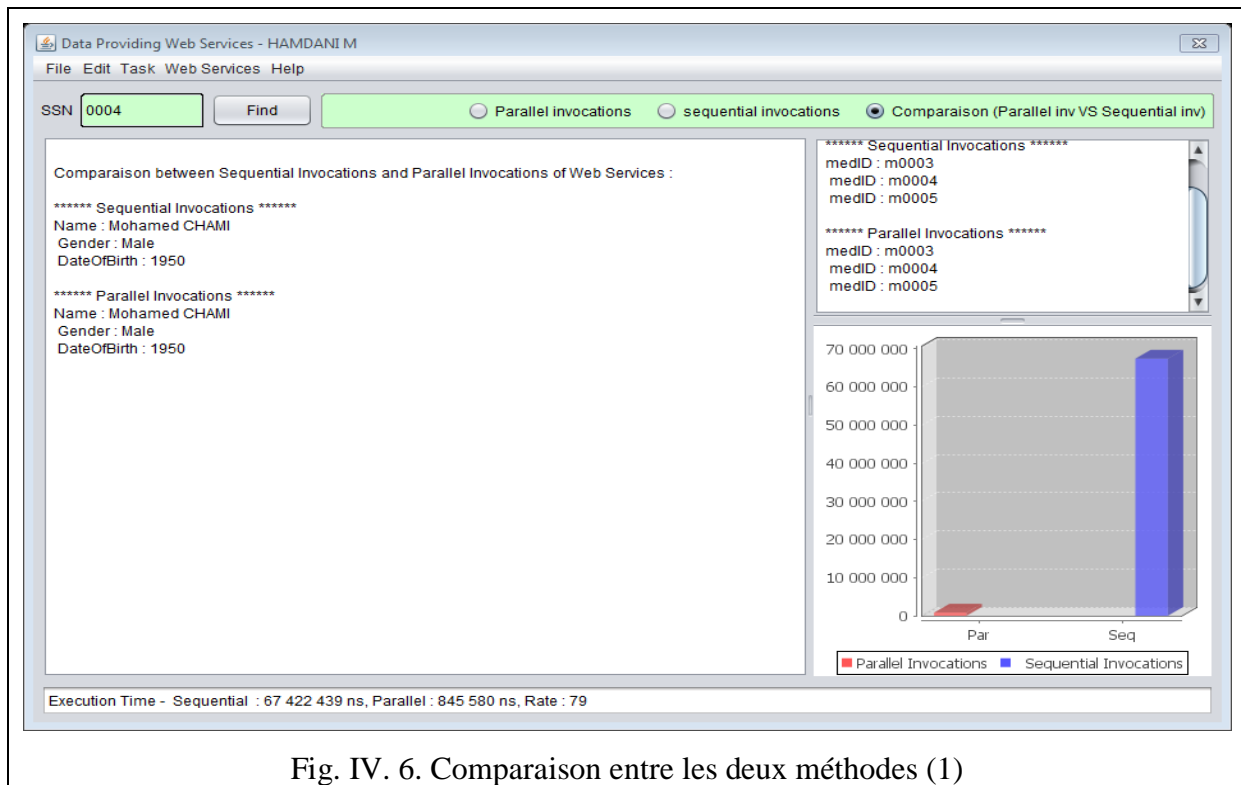 Data Providing Web Services - HAMDANI M
File Edit Task Web Services Help
SSN 0004 Find Parallel invocations sequential invocations Comparaison (Parallel inv VS Sequential inv)
Comparaison between Sequential Invocations and Parallel Invocations of Web Services :
****** Sequential Invocations ******
Name : Mohamed CHAMI
Gender : Male
DateOfBirth : 1950
****** Parallel Invocations ******
Name : Mohamed CHAMI
Gender : Male
DateOfBirth : 1950
****** Sequential Invocations ******
medID : m0003
medID : m0004
medID : m0005
****** Parallel Invocations ******
medID : m0003
medID : m0004
medID : m0005
70 000 000
60 000 000
50 000 000
40 000 000
30 000 000
20 000 000
10 000 000
0
Par Seq
Parallel Invocations Sequential Invocations
Execution Time - Sequential : 67 422 439 ns, Parallel : 845 580 ns, Rate : 79
Fig. IV. 6. Comparaison entre les deux méthodes (1)